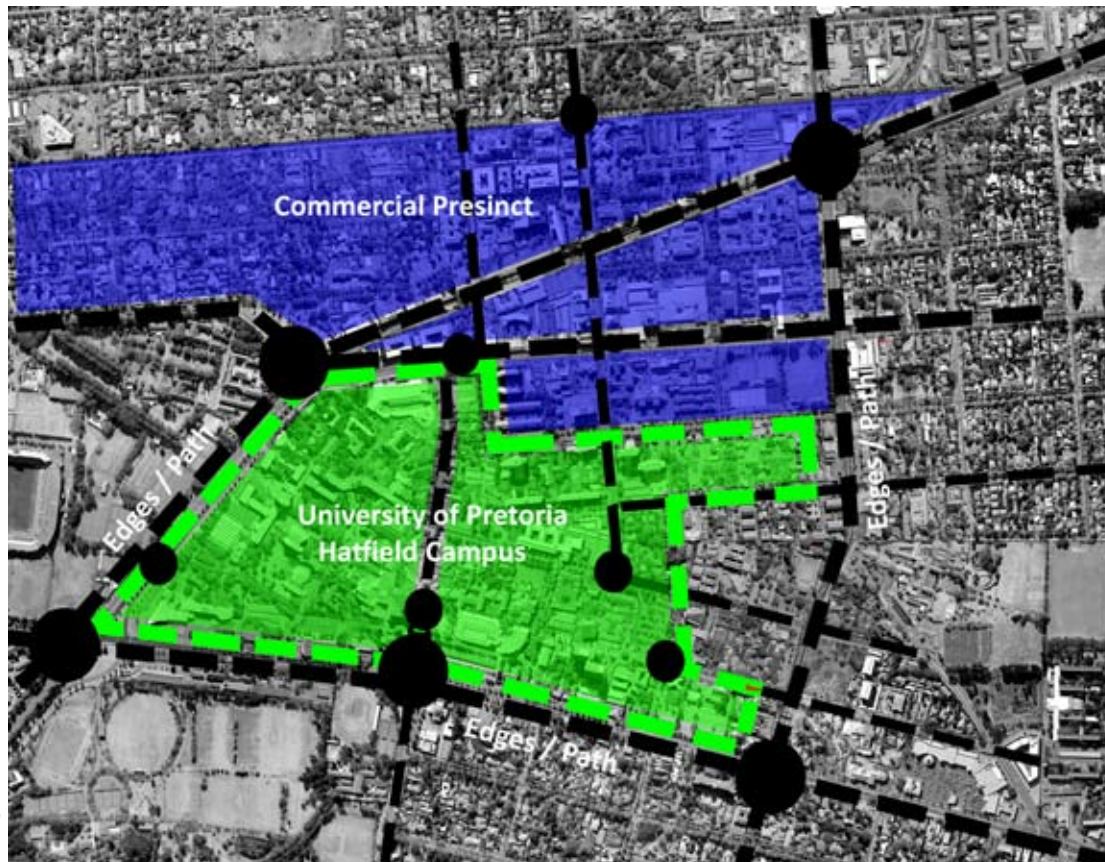 Commercial Presinct
Edges / Path
Edges / Path
University of Pretoria
Hatfield Campus
Edges / Path